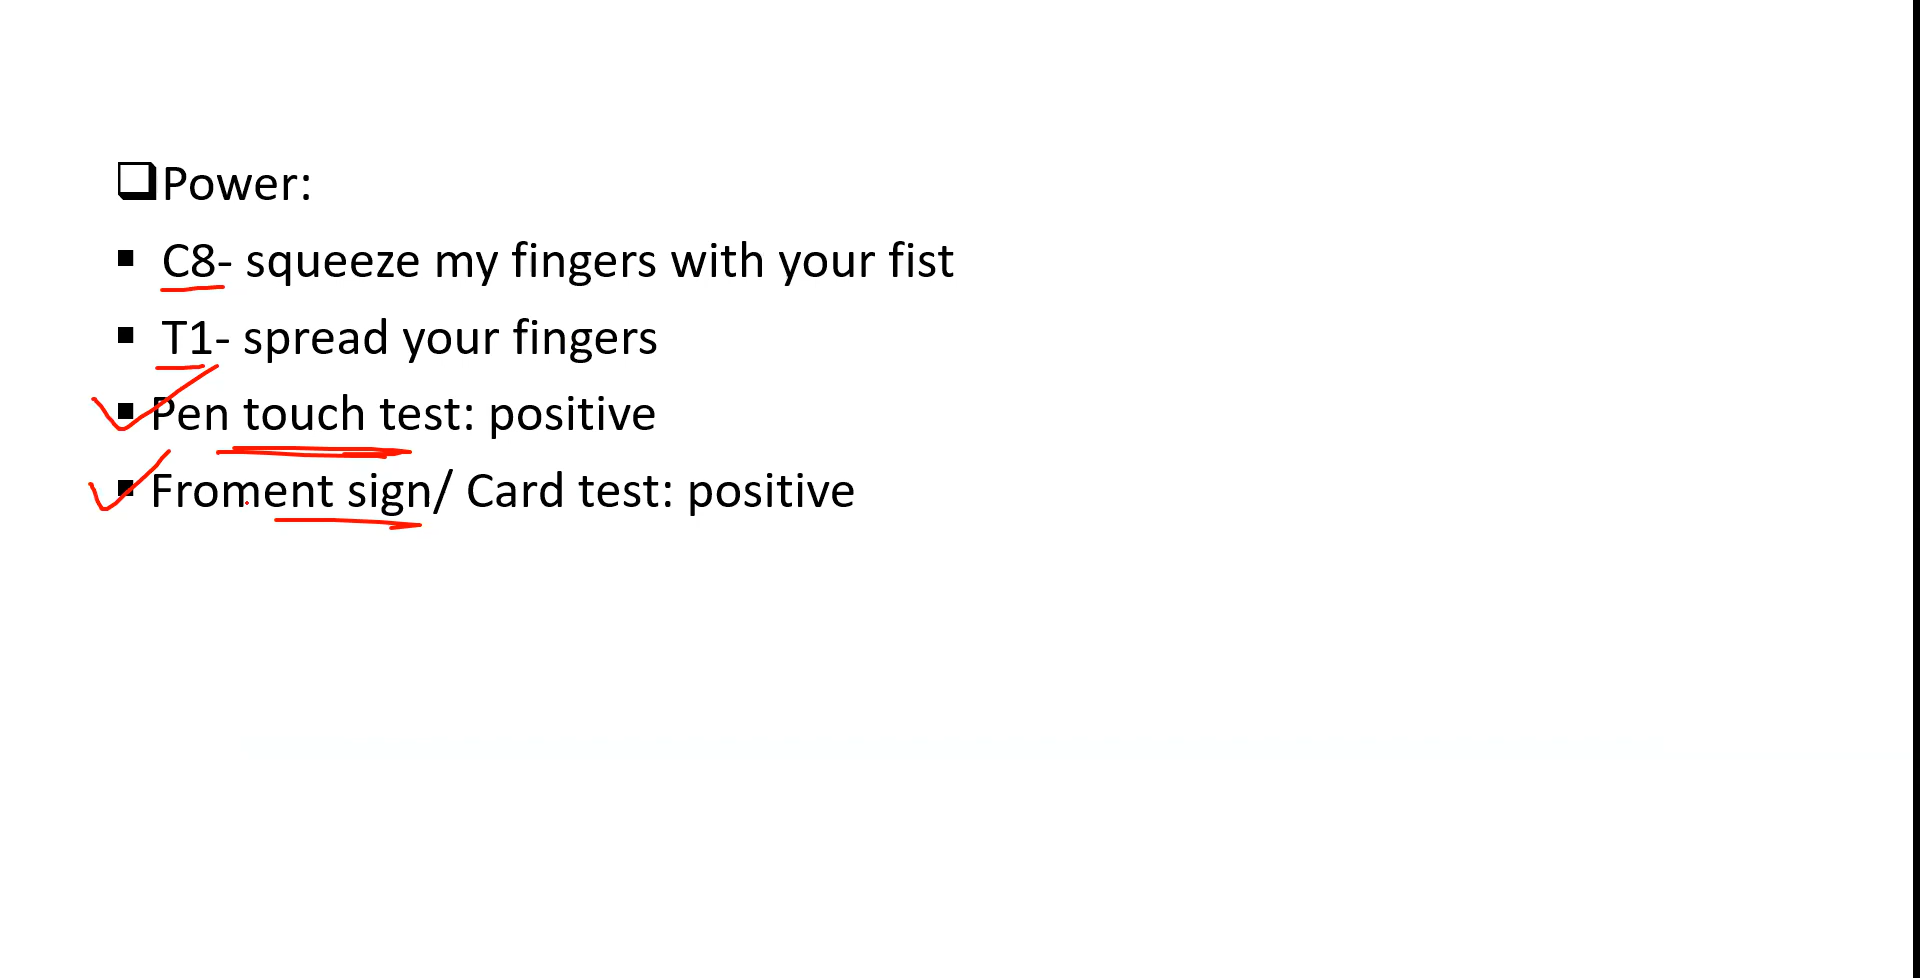 Power:
C8- squeeze my fingers with your fist
T1- spread your fingers
Pen touch test: positive
Froment sign/ Card test: positive